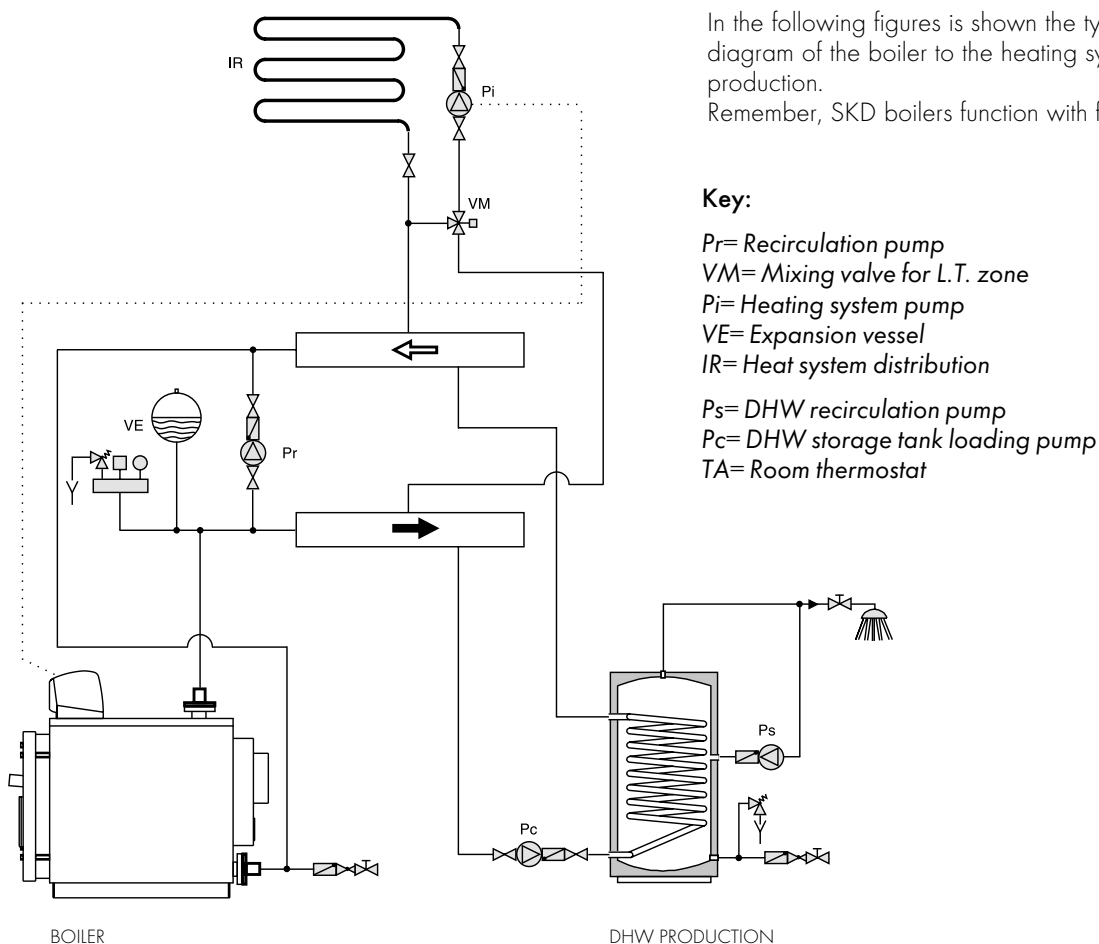 In the following figures is shown the ty
diagram of the boiler to the heating sy
production.
Remember, SKD boilers function with f
IR
Pi
VM
Key:
Pr= Recirculation pump
VM= Mixing valve for L.T. zone
Pi= Heating system pump
VE= Expansion vessel
IR= Heat system distribution
Ps= DHW recirculation pump
Pc= DHW storage tank loading pump
TA= Room thermostat
VE
Pr
Ps
Pc
BOILER
DHW PRODUCTION